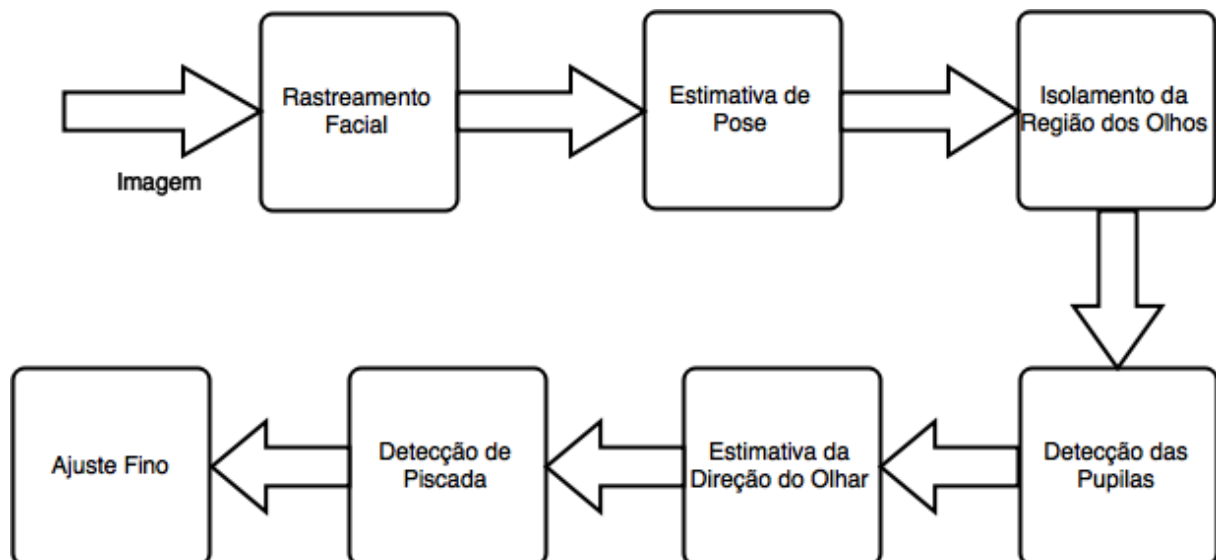 Rastreamento
Facial
Estimativa de
Pose
Isolamento da
Região dos Olhos
Imagem
Ajuste Fino
Detecção de
Piscada
Estimativa da
Direção do Olhar
Detecção das
Pupilas